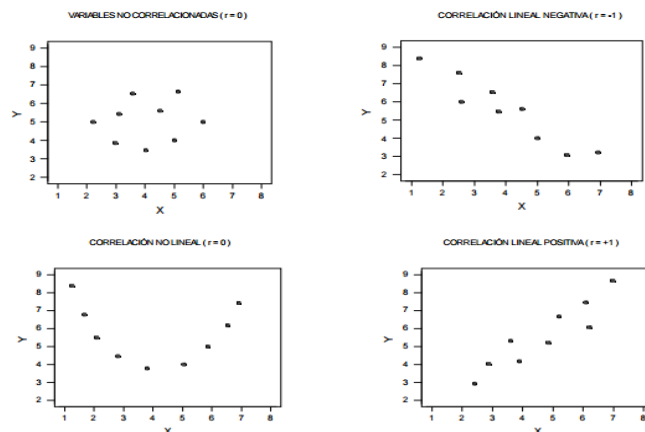 VARIABLES NO CORRELACIONADAS ( r = 0)
9
8
7
6
5
4
3
2
Y
1 2 3 4 5 6 7 8
X
CORRELACIÓN LINEAL NEGATIVA ( r = -1)
9
8
7
6
5
4
3
2
Y
1 2 3 4 5 6 7 8
X
CORRELACIÓN NO LINEAL ( r = 0)
9
8
7
6
5
4
3
2
Y
1 2 3 4 5 6 7 8
X
CORRELACIÓN LINEAL POSITIVA ( r = +1)
9
8
7
6
5
4
3
2
Y
1 2 3 4 5 6 7 8
X